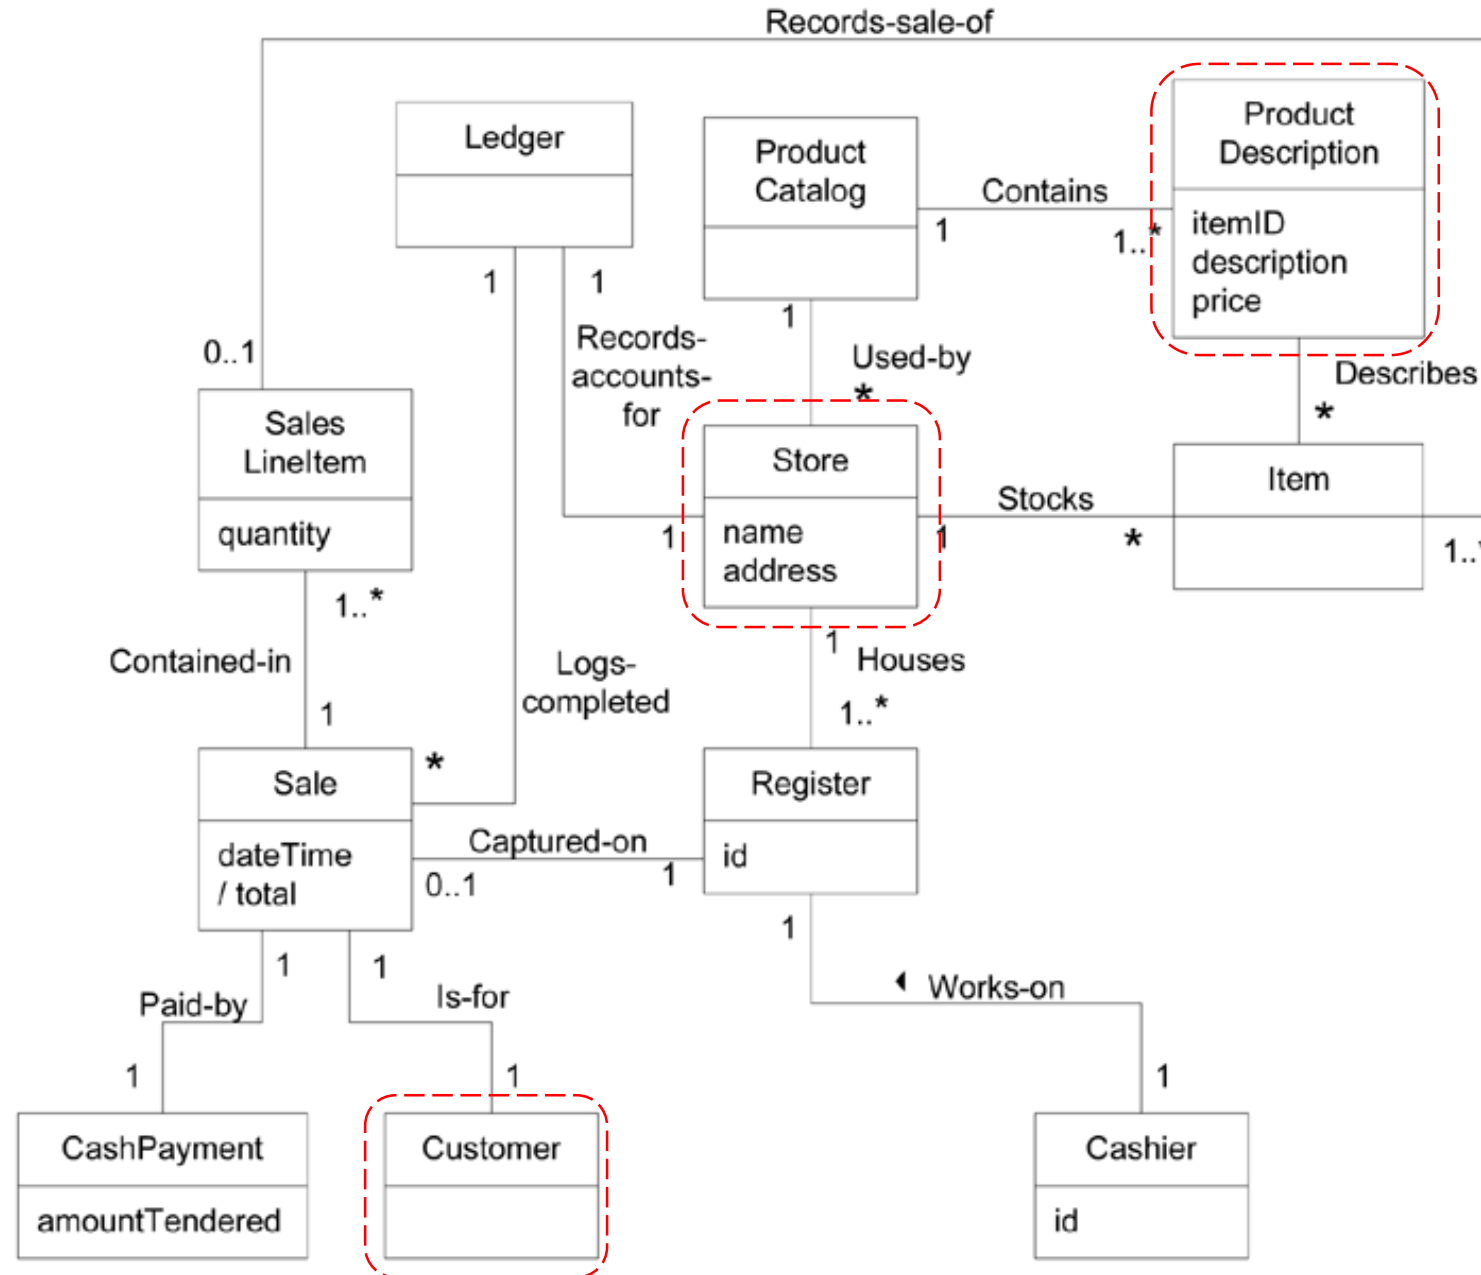 Records-sale-of
Ledger
Product
Catalog
Product
Description
itemID
description
price
Contains
1
1..*
1
1
1
Records-
accounts-
for
Used-by
*
Describes
*
0..1
Sales
LineItem
quantity
Store
name
address
Stocks
1
1
*
Item
1..*
1..*
Contained-in
1
Logs-
completed
*
1
Houses
1..*
Sale
dateTime
/ total
Captured-on
0..1
1
Register
id
1
1
1
Paid-by
Is-for
Works-on
1
1
1
CashPayment
amountTendered
Customer
Cashier
id